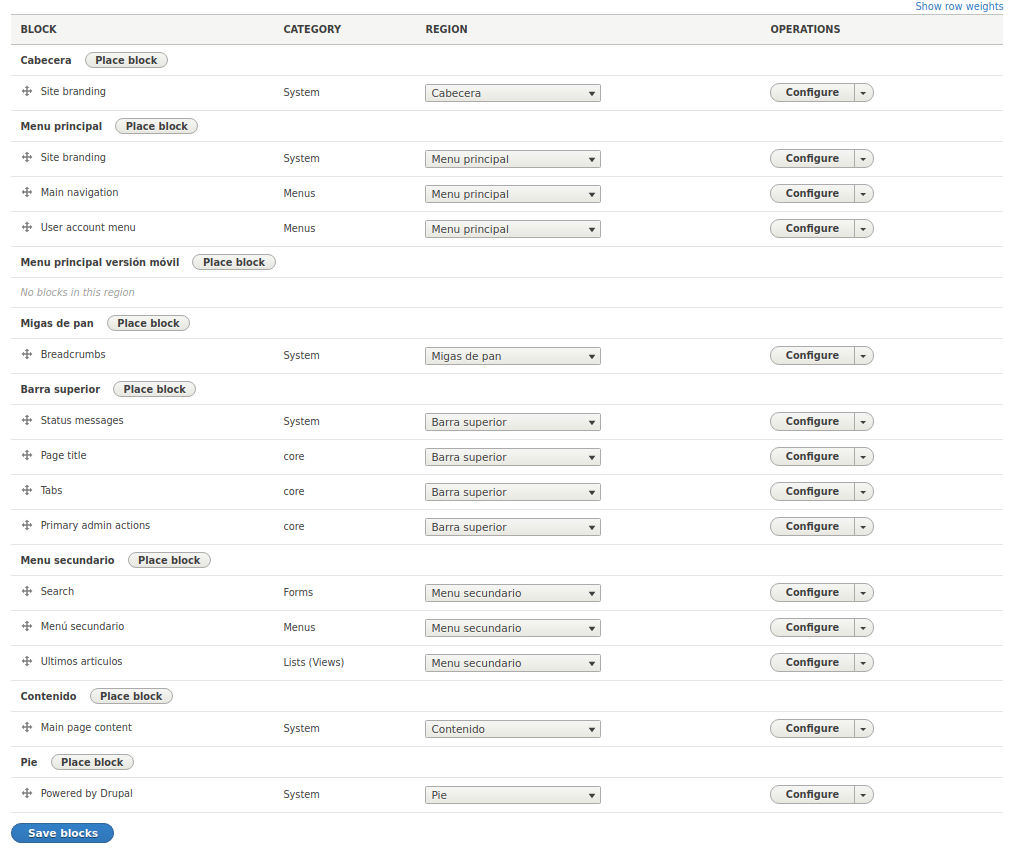 Show row weights
BLOCK CATEGORY REGION OPERATIONS
Cabecera Place block
Site branding System Cabecera Configure
Menu principal Place block
Site branding System Menu principal Configure
Main navigation Menus Menu principal Configure
User account menu Menus Menu principal Configure
Menu principal versión móvil Place block
No blocks in this region
Migas de pan Place block
Breadcrumbs System Migas de pan Configure
Barra superior Place block
Status messages System Barra superior Configure
Page title core Barra superior Configure
Tabs core Barra superior Configure
Primary admin actions core Barra superior Configure
Menu secundario Place block
Search Forms Menu secundario Configure
Menú secundario Menus Menu secundario Configure
Ultimos articulos Lists (Views) Menu secundario Configure
Contenido Place block
Main page content System Contenido Configure
Pie Place block
Powered by Drupal System Pie Configure
Save blocks